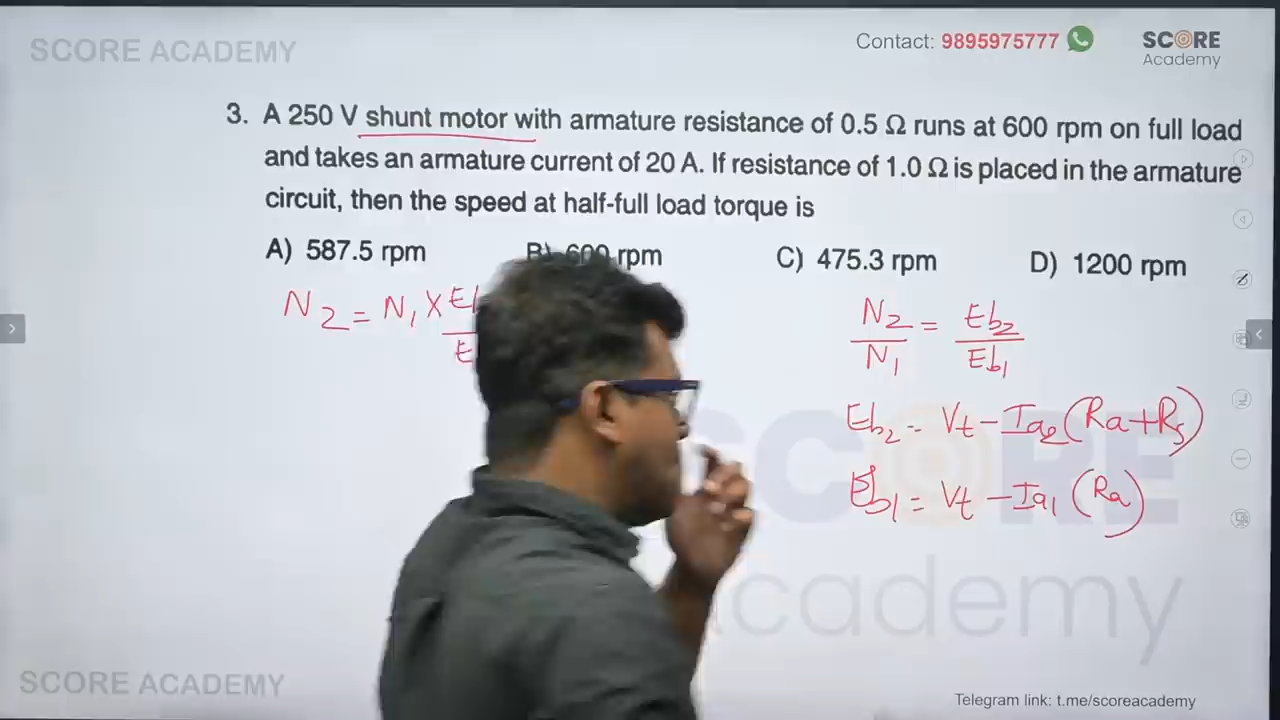 SCORE ACADEMY
Contact: 9895975777
SCORE
Academy
3. A 250 V shunt motor with armature resistance of 0.5 Ω runs at 600 rpm on full load
and takes an armature current of 20 A. If resistance of 1.0 Ω is placed in the armature
circuit, then the speed at half-full load torque is
A) 587.5 rpm B) 600 rpm C) 475.3 rpm D) 1200 rpm
N2 = N1 X
N2/N1 = Eb2/Eb1
Eb2 = Vt - Ia2 (Ra+Rs)
Eb1 = Vt - Ia1 (Ra)
SCORE
Academy
SCORE ACADEMY
Telegram link: t.me/scoreacademy